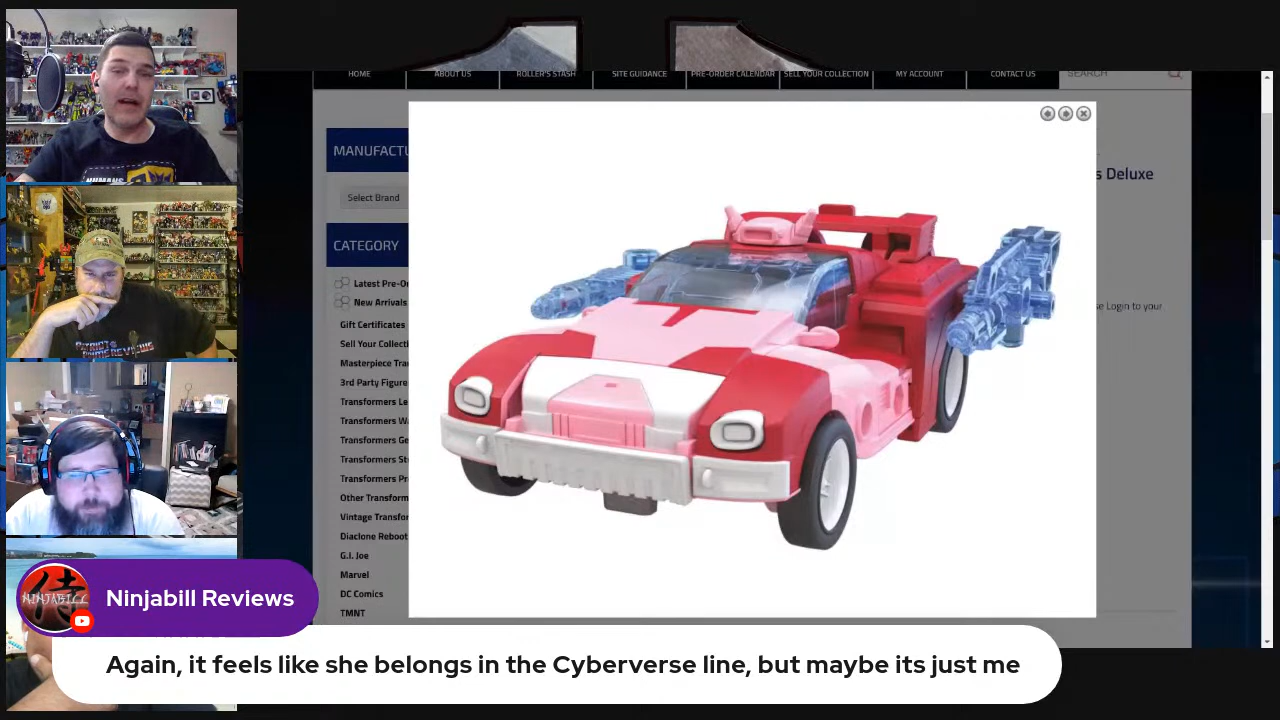 HOME ABOUT US ROLLER'S STASH SITE GUIDANCE PRE-ORDER CALENDAR SELL YOUR COLLECTION MY ACCOUNT CONTACT US SEARCH
MANUFACTU
s Deluxe
Select Brand
CATEGORY
Latest Pre-O
New Arrivals
se Login to your
Gift Certificates
Sell Your Collecti
Masterpiece Tra
3rd Party Figure
Transformers Le
Transformers W
Transformers Ge
Transformers St
Transformers Pr
Other Transform
Vintage Transfo
Diaclone Reboot
G.I. Joe
Marvel
DC Comics
TMNT
NINJABILL
Ninjabill Reviews
Again, it feels like she belongs in the Cyberverse line, but maybe its just me